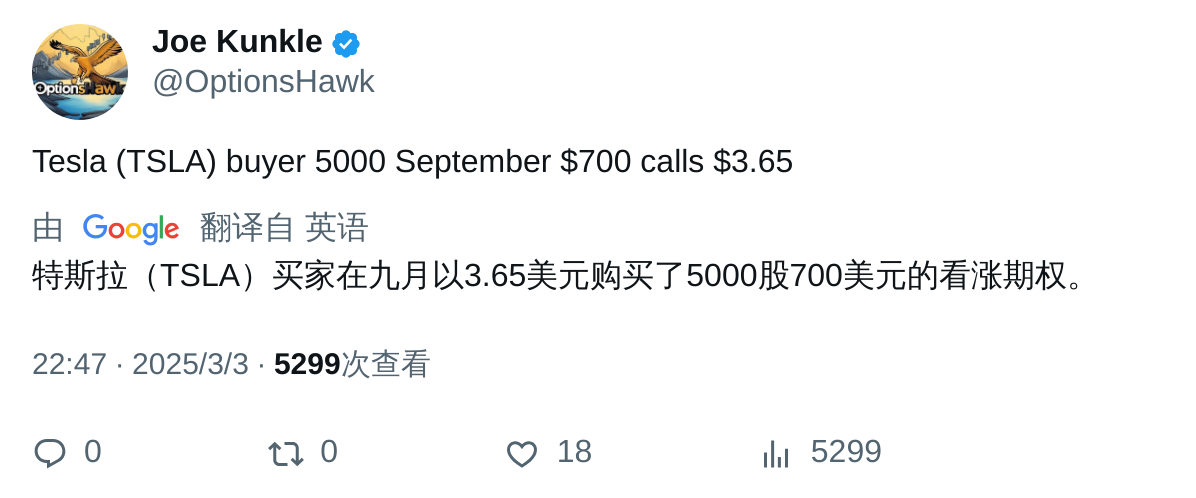 OptionsHawk
Joe Kunkle
@OptionsHawk
Tesla (TSLA) buyer 5000 September $700 calls $3.65
由 Google 翻译自 英语
特斯拉（TSLA）买家在九月以3.65美元购买了5000股700美元的看涨期权。
22:47 · 2025/3/3 · 5299次查看
0 0 18 5299